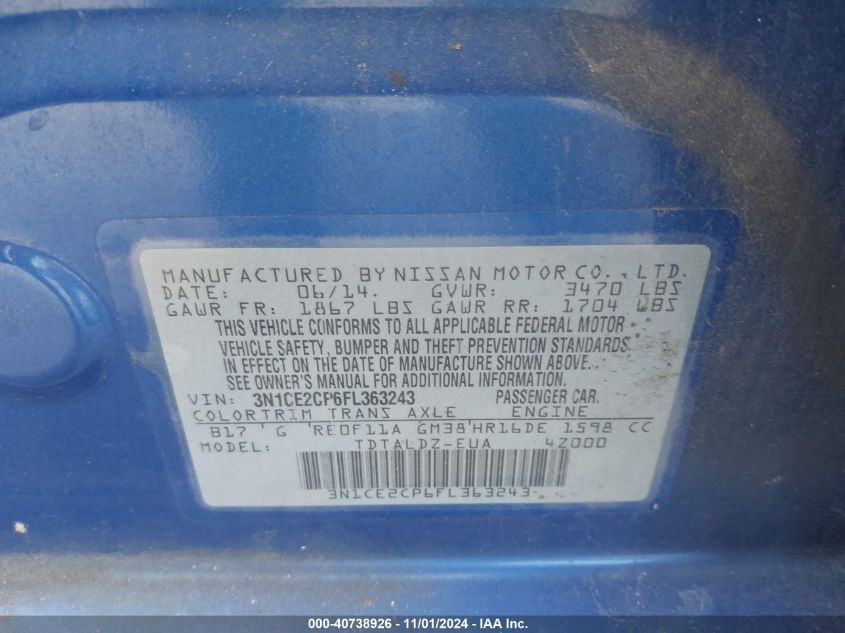 MANUFACTURED BY NISSAN MOTOR CO., LTD.
DATE: 06/14. GVWR: 3470 LBS
GAWR FR: 1867 LBS GAWR RR: 1704 LBS
THIS VEHICLE CONFORMS TO ALL APPLICABLE FEDERAL MOTOR
VEHICLE SAFETY, BUMPER AND THEFT PREVENTION STANDARDS
IN EFFECT ON THE DATE OF MANUFACTURE SHOWN ABOVE.
SEE OWNER'S MANUAL FOR ADDITIONAL INFORMATION.
VIN: 3N1CE2CP6FL363243 PASSENGER CAR.
COLOR TRIM TRANS AXLE ENGINE
B17 G RE0F11A GM38 HR16DE 1598 CC
MODEL: TDTALDZ-EUA 4Z000
3N1CE2CP6FL363243
000-40738926 - 11/01/2024 - IAA Inc.